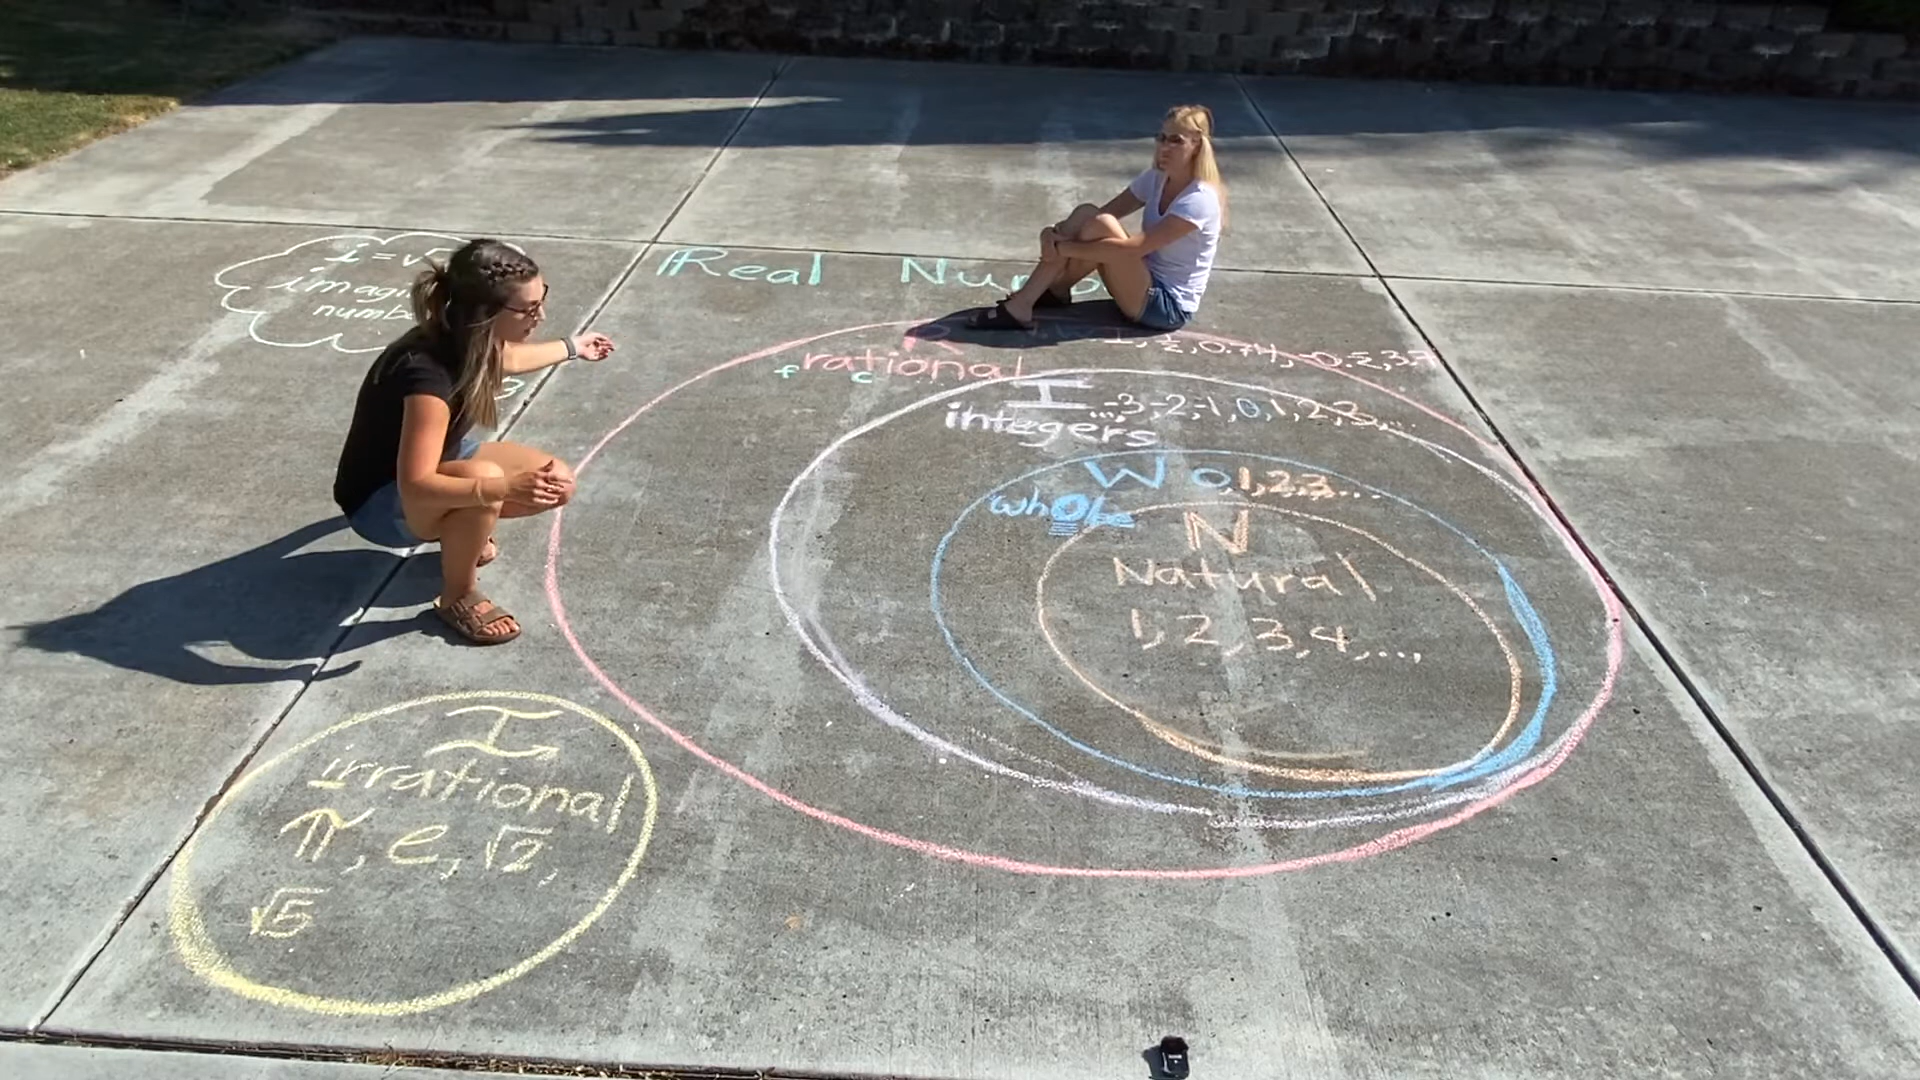 i = √
imagi
numb
Real Numb
R
rational
I
integers ..., -3, -2, -1, 0, 1, 2, 3, ...
W 0, 1, 2, 3...
whole
N
Natural
1, 2, 3, 4, ...,
I
irrational
π, e, √2,
√5